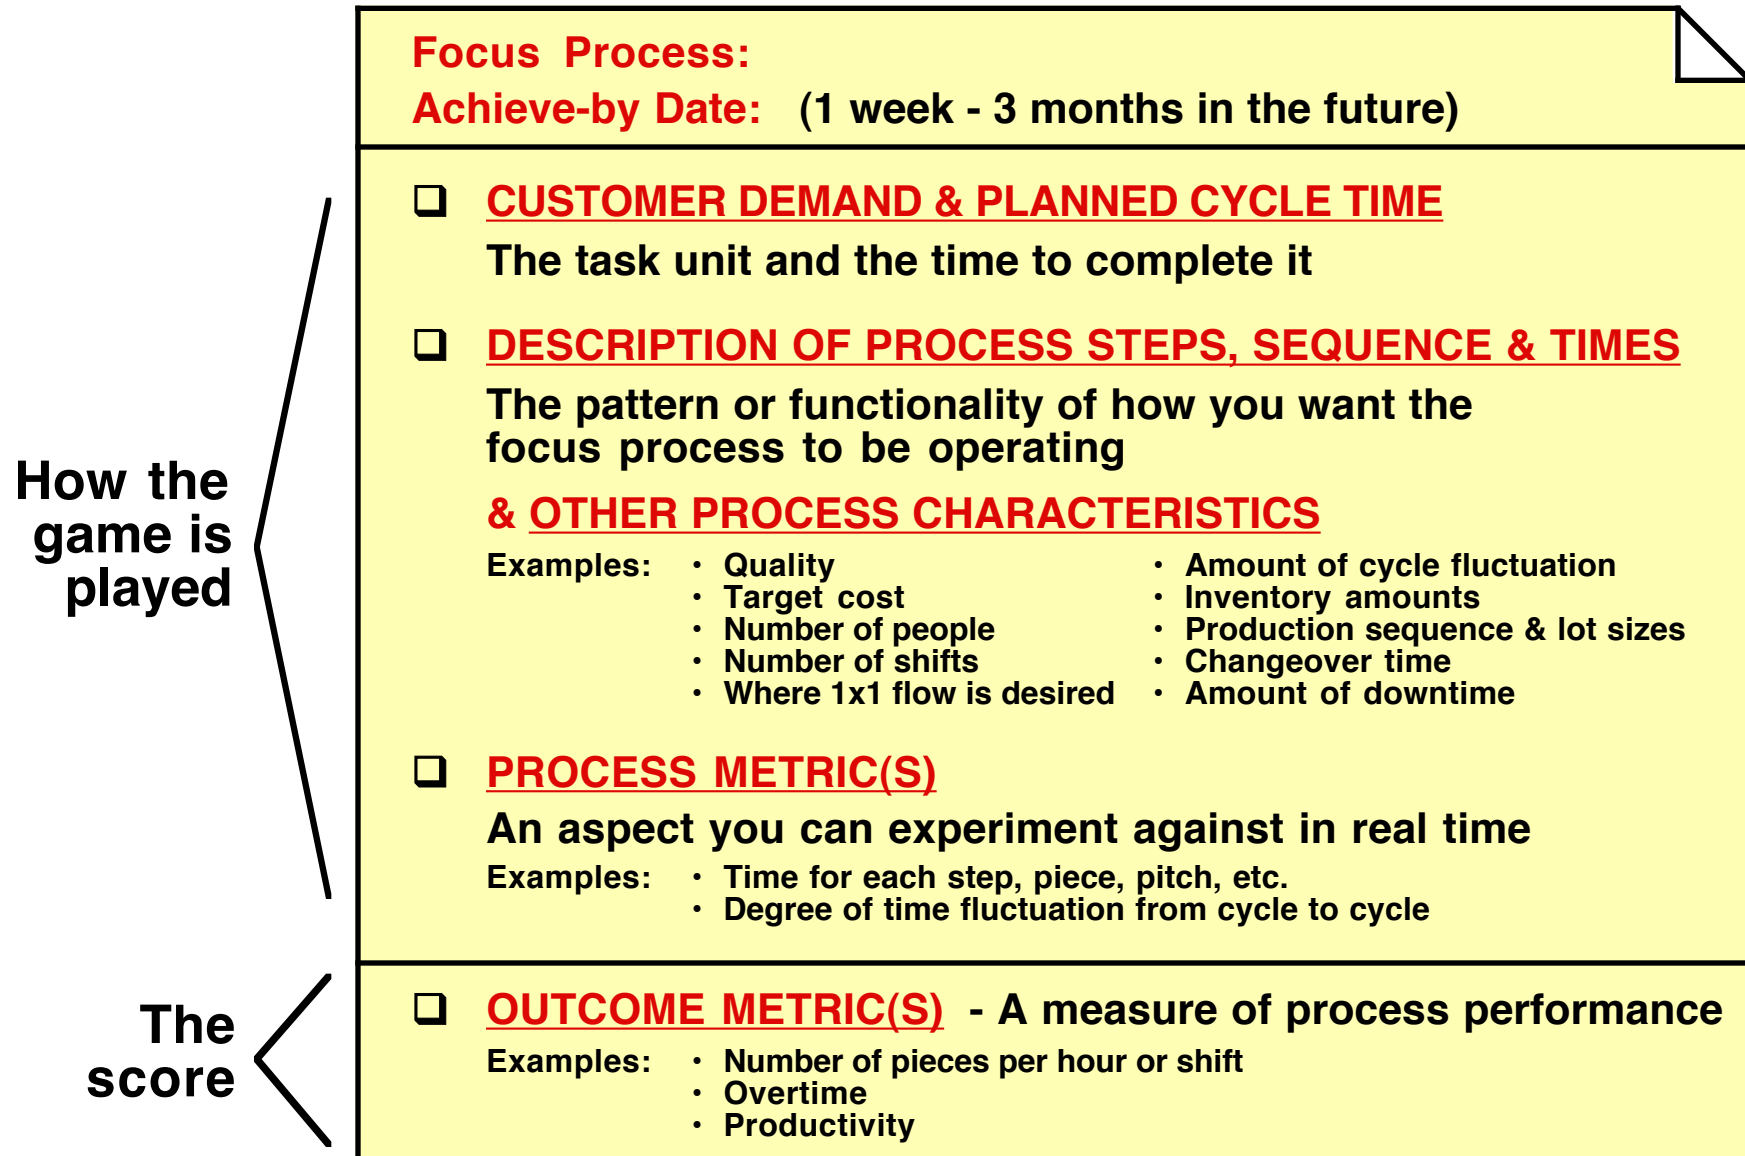 Focus Process:
Achieve-by Date: (1 week - 3 months in the future)
How the
game is
played
❑ CUSTOMER DEMAND & PLANNED CYCLE TIME
The task unit and the time to complete it
❑ DESCRIPTION OF PROCESS STEPS, SEQUENCE & TIMES
The pattern or functionality of how you want the
focus process to be operating
& OTHER PROCESS CHARACTERISTICS
Examples:
• Quality
• Target cost
• Number of people
• Number of shifts
• Where 1x1 flow is desired
• Amount of cycle fluctuation
• Inventory amounts
• Production sequence & lot sizes
• Changeover time
• Amount of downtime
❑ PROCESS METRIC(S)
An aspect you can experiment against in real time
Examples: • Time for each step, piece, pitch, etc.
• Degree of time fluctuation from cycle to cycle
The
score
❑ OUTCOME METRIC(S) - A measure of process performance
Examples: • Number of pieces per hour or shift
• Overtime
• Productivity